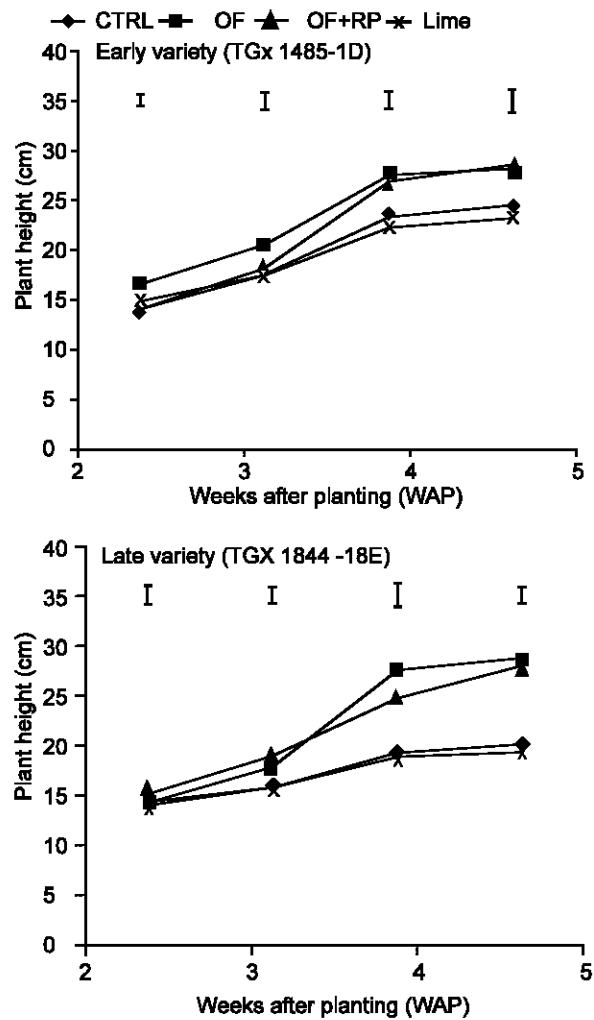 CTRL OF OF+RP Lime
Early variety (TGx 1485-1D)
Plant height (cm)
40
35
30
25
20
15
10
5
0
2 3 4 5
Weeks after planting (WAP)
Late variety (TGX 1844 -18E)
Plant height (cm)
40
35
30
25
20
15
10
5
0
2 3 4 5
Weeks after planting (WAP)